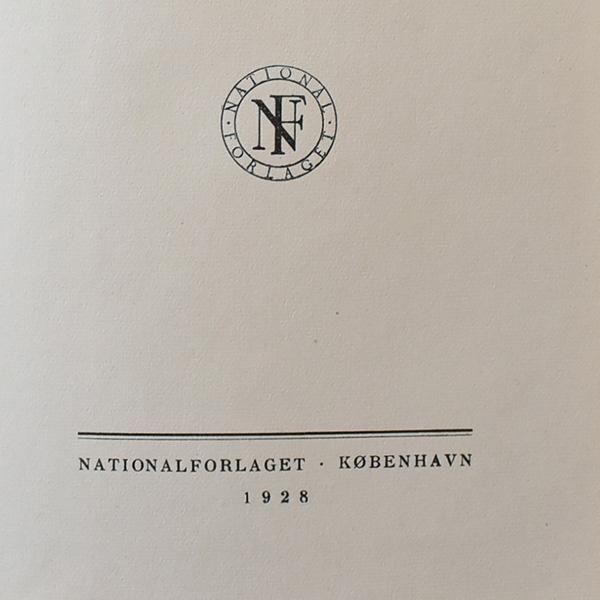 · NATIONAL ·
FORLAGET
NF
NATIONALFORLAGET · KØBENHAVN
1928